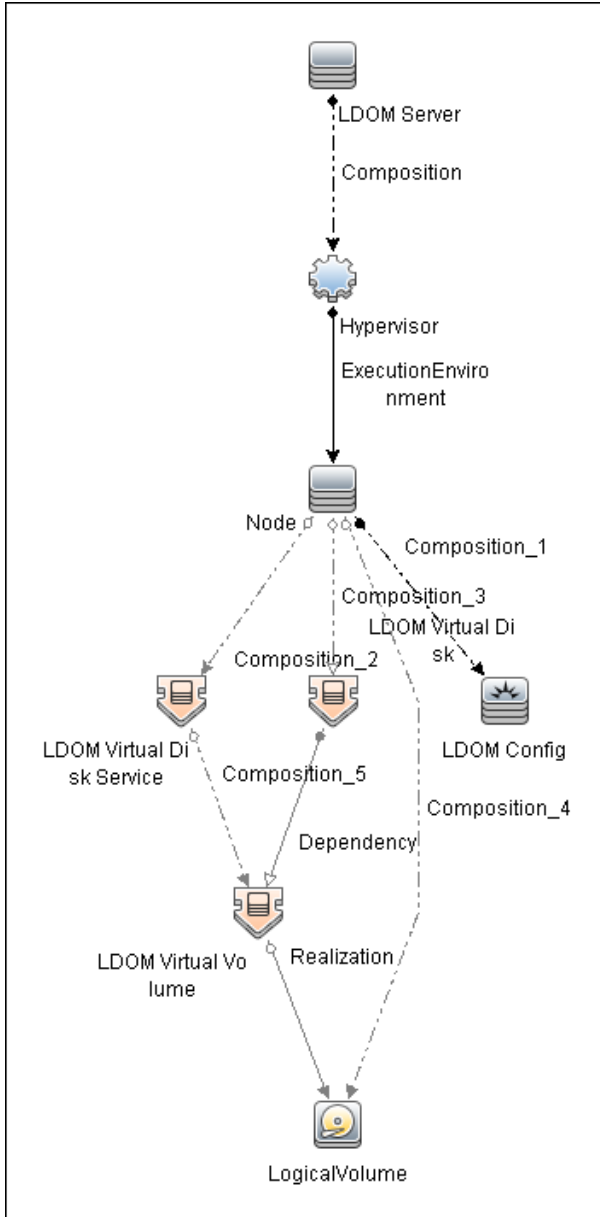 LDOM Server
Composition
Hypervisor
ExecutionEnviro
nment
Node
Composition_1
Composition_3
LDOM Virtual Di
sk
Composition_2
LDOM Virtual Di
sk Service
LDOM Config
Composition_5
Composition_4
Dependency
LDOM Virtual Vo
lume
Realization
LogicalVolume